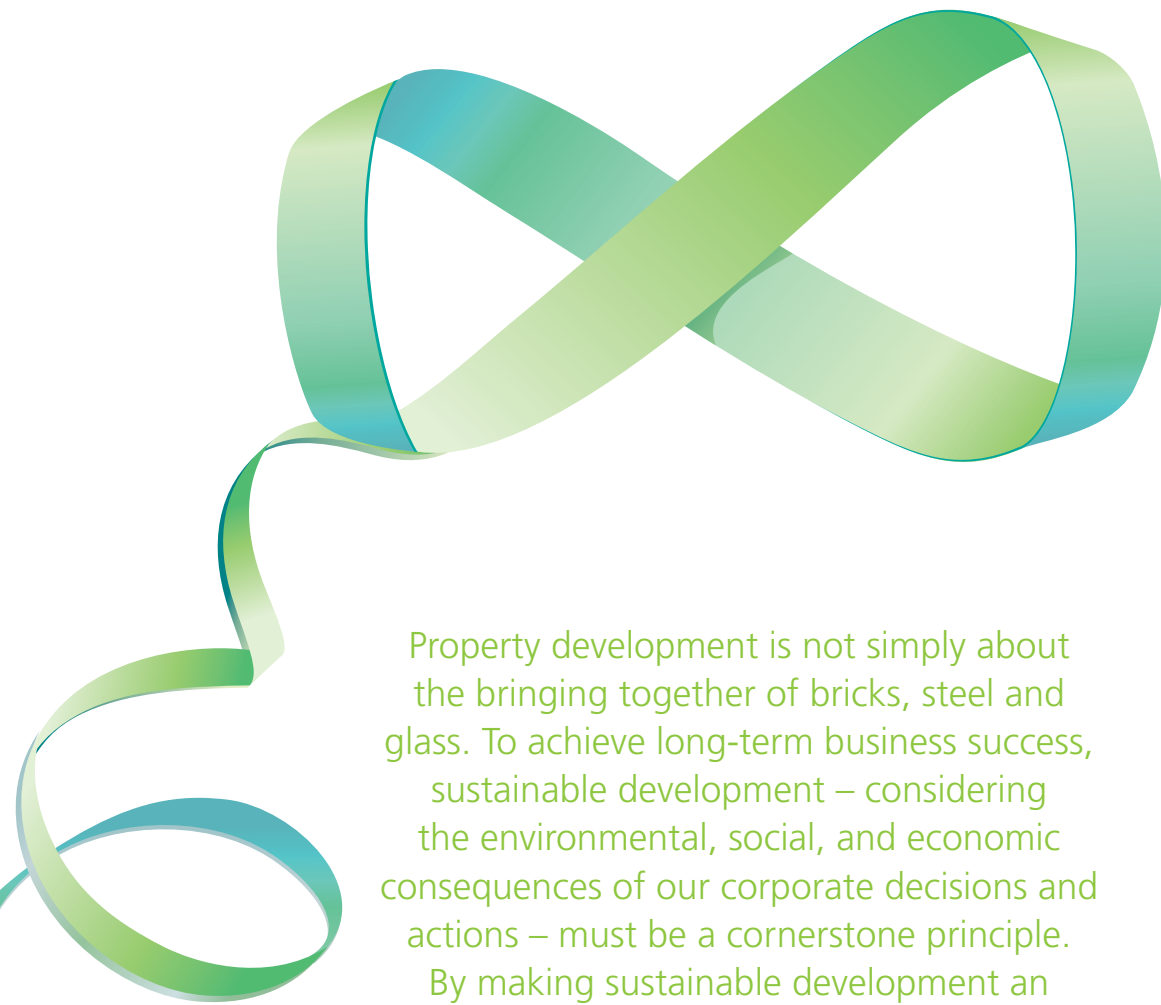 Property development is not simply about
the bringing together of bricks, steel and
glass. To achieve long-term business success,
sustainable development – considering
the environmental, social, and economic
consequences of our corporate decisions and
actions – must be a cornerstone principle.
By making sustainable development an